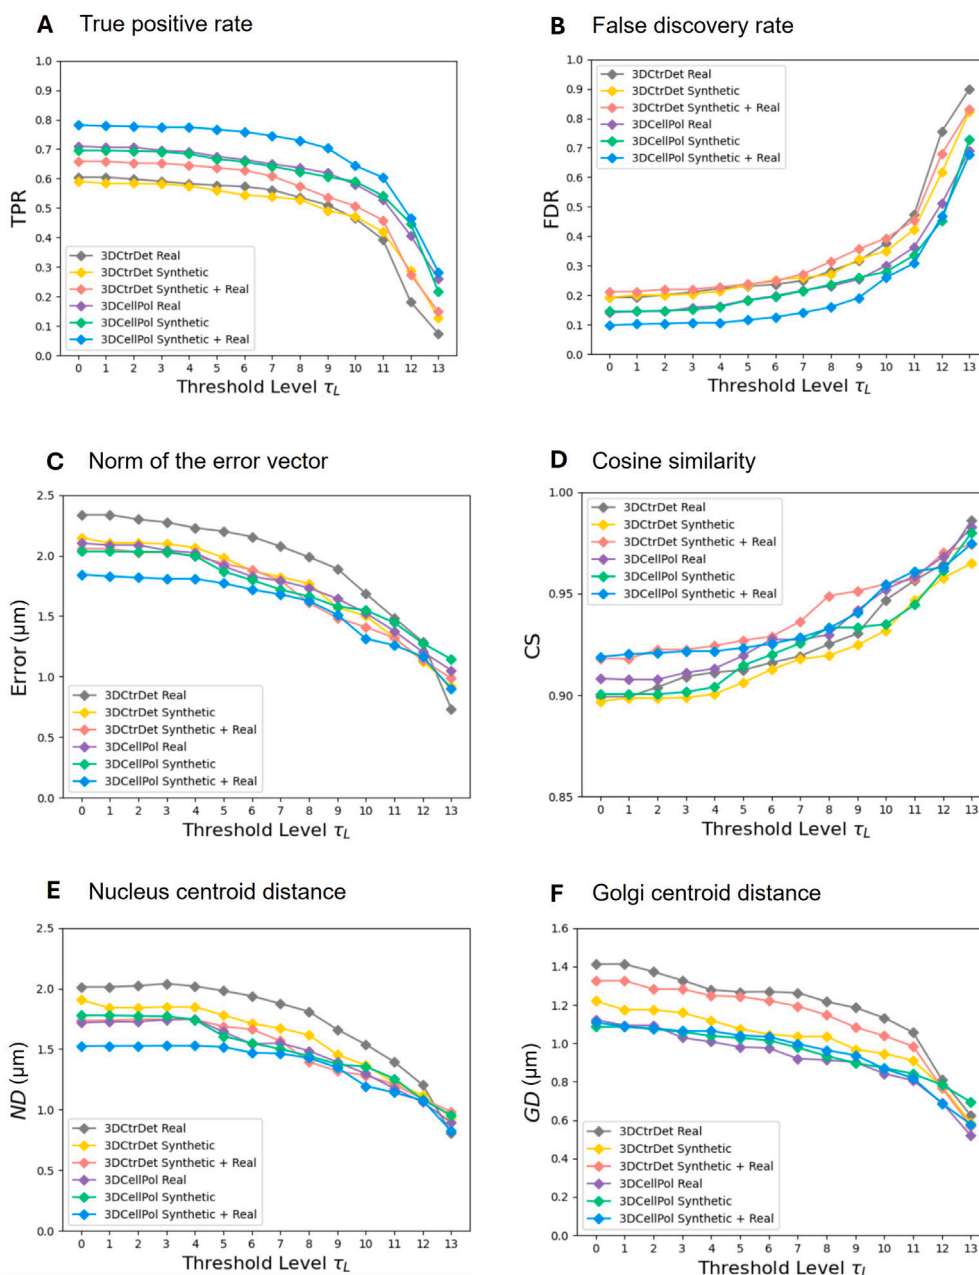 A True positive rate
1.0
0.9
0.8
0.7
0.6
0.5
0.4
0.3
0.2
0.1
0.0
TPR
3DCtrDet Real
3DCtrDet Synthetic
3DCtrDet Synthetic + Real
3DCellPol Real
3DCellPol Synthetic
3DCellPol Synthetic + Real
0 1 2 3 4 5 6 7 8 9 10 11 12 13
Threshold Level τL
B False discovery rate
1.0
0.9
0.8
0.7
0.6
0.5
0.4
0.3
0.2
0.1
0.0
FDR
3DCtrDet Real
3DCtrDet Synthetic
3DCtrDet Synthetic + Real
3DCellPol Real
3DCellPol Synthetic
3DCellPol Synthetic + Real
0 1 2 3 4 5 6 7 8 9 10 11 12 13
Threshold Level τL
C Norm of the error vector
2.5
2.0
1.5
1.0
0.5
0.0
Error (μm)
3DCtrDet Real
3DCtrDet Synthetic
3DCtrDet Synthetic + Real
3DCellPol Real
3DCellPol Synthetic
3DCellPol Synthetic + Real
0 1 2 3 4 5 6 7 8 9 10 11 12 13
Threshold Level τL
D Cosine similarity
1.00
0.95
0.90
0.85
CS
3DCtrDet Real
3DCtrDet Synthetic
3DCtrDet Synthetic + Real
3DCellPol Real
3DCellPol Synthetic
3DCellPol Synthetic + Real
0 1 2 3 4 5 6 7 8 9 10 11 12 13
Threshold Level τL
E Nucleus centroid distance
2.5
2.0
1.5
1.0
0.5
0.0
ND (μm)
3DCtrDet Real
3DCtrDet Synthetic
3DCtrDet Synthetic + Real
3DCellPol Real
3DCellPol Synthetic
3DCellPol Synthetic + Real
0 1 2 3 4 5 6 7 8 9 10 11 12 13
Threshold Level τL
F Golgi centroid distance
1.6
1.4
1.2
1.0
0.8
0.6
0.4
0.2
0.0
GD (μm)
3DCtrDet Real
3DCtrDet Synthetic
3DCtrDet Synthetic + Real
3DCellPol Real
3DCellPol Synthetic
3DCellPol Synthetic + Real
0 1 2 3 4 5 6 7 8 9 10 11 12 13
Threshold Level τL